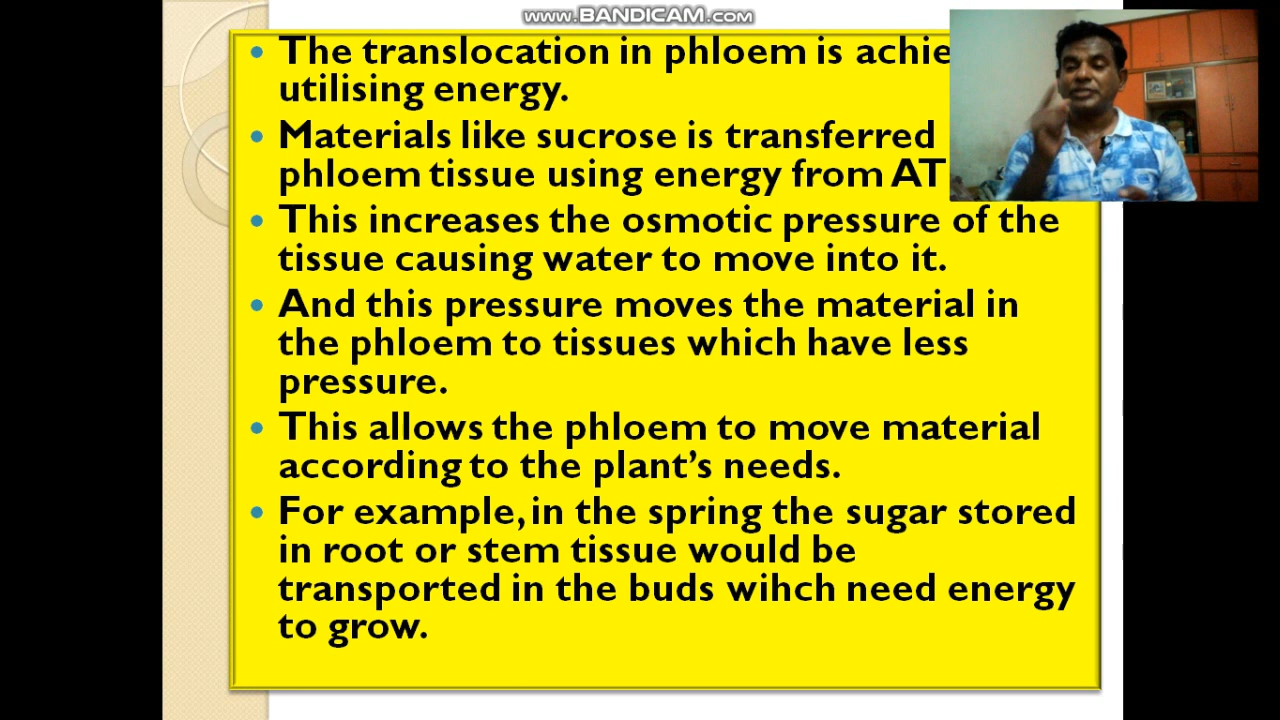 www.BANDICAM.com
• The translocation in phloem is achie
utilising energy.
• Materials like sucrose is transferred
phloem tissue using energy from AT
• This increases the osmotic pressure of the
tissue causing water to move into it.
• And this pressure moves the material in
the phloem to tissues which have less
pressure.
• This allows the phloem to move material
according to the plant’s needs.
• For example, in the spring the sugar stored
in root or stem tissue would be
transported in the buds wihch need energy
to grow.